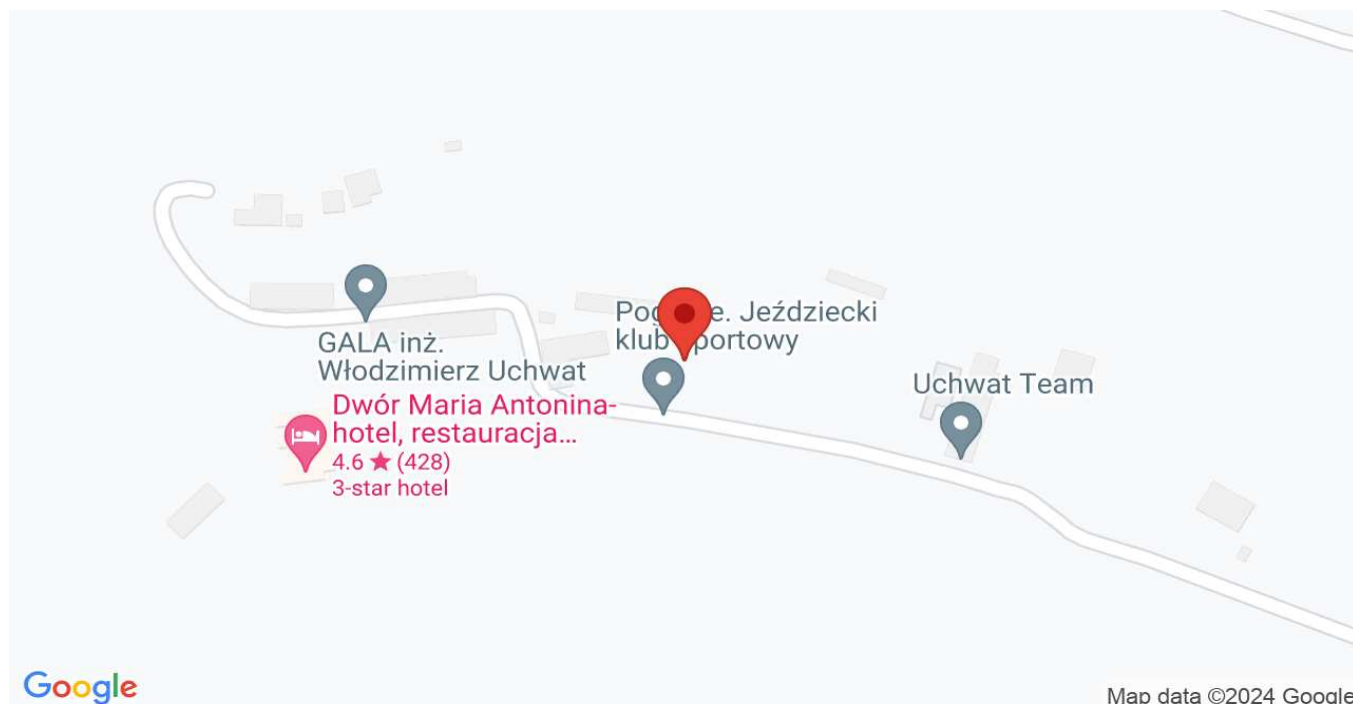 klub sportowy
Jeździecki
GALA inż.
Włodzimierz Uchwat
Uchwat Team
Dwór Maria Antonina-
hotel, restauracja...
4.6 ★ (428)
3-star hotel
Google
Map data ©2024 Google